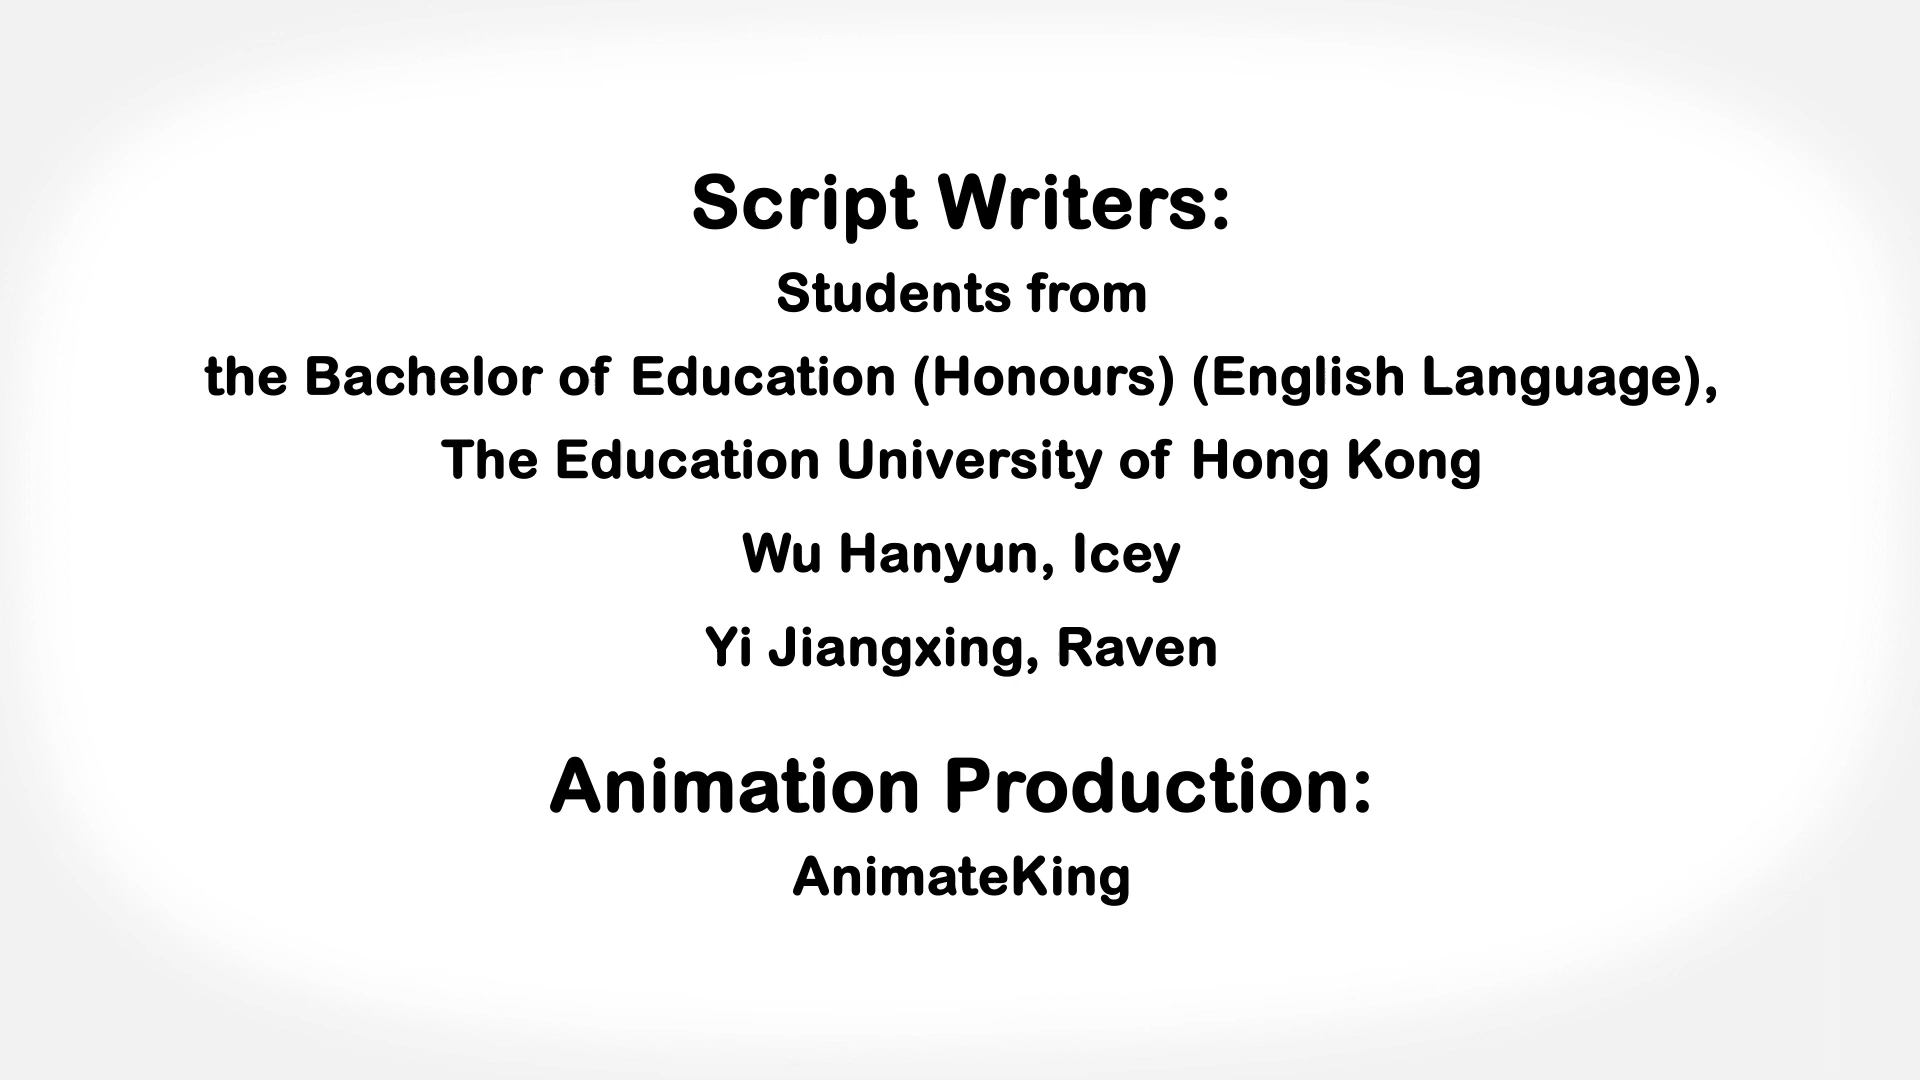 Script Writers:
Students from
the Bachelor of Education (Honours) (English Language),
The Education University of Hong Kong
Wu Hanyun, Icey
Yi Jiangxing, Raven
Animation Production:
AnimateKing